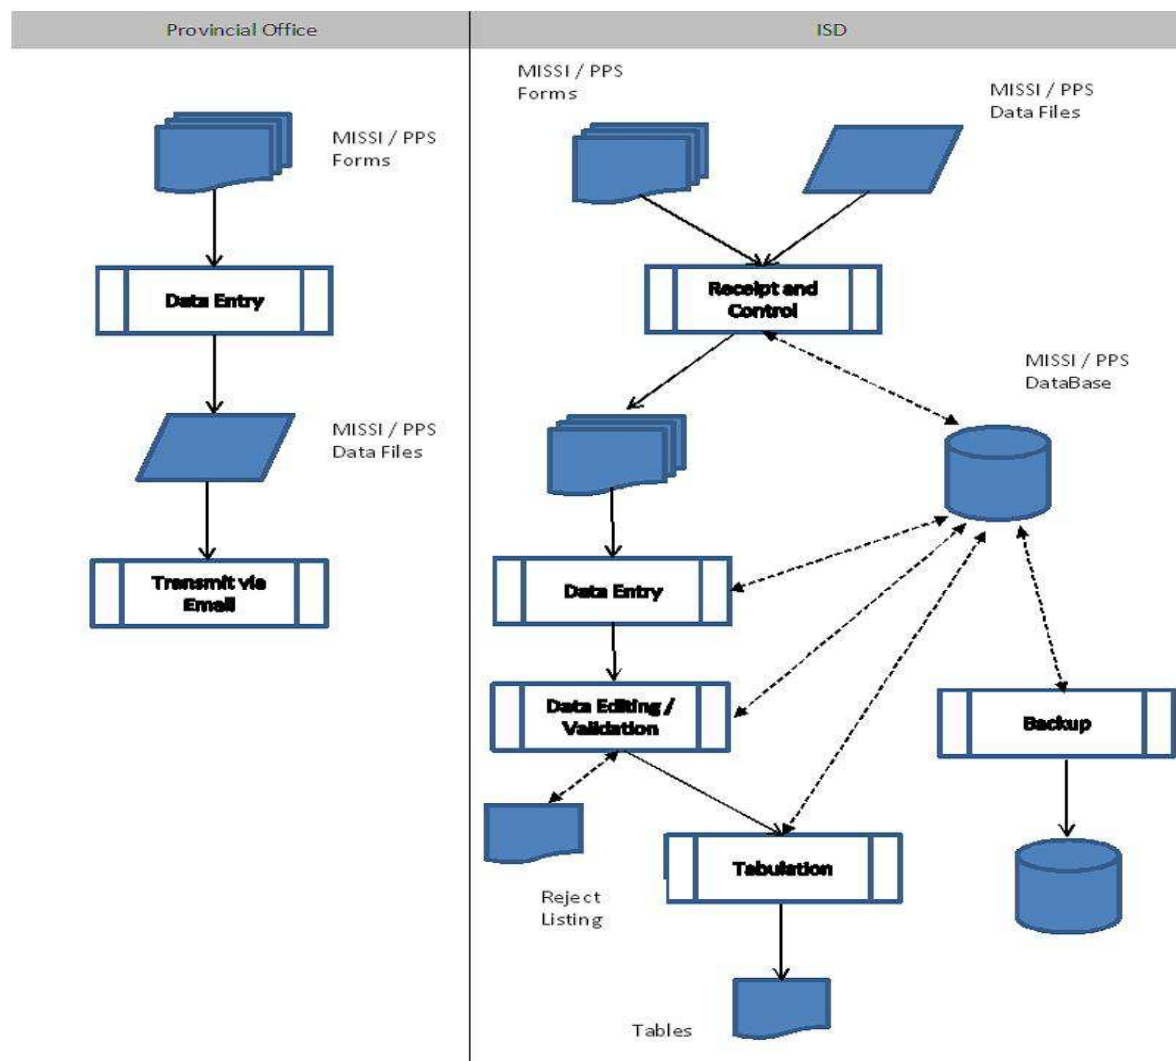 Provincial Office
ISD
MISSI / PPS
Forms
Data Entry
MISSI / PPS
Data Files
Transmit via
Email
MISSI / PPS
Forms
MISSI / PPS
Data Files
Receipt and
Control
MISSI / PPS
DataBase
Data Entry
Data Editing /
Validation
Backup
Reject
Listing
Tabulation
Tables